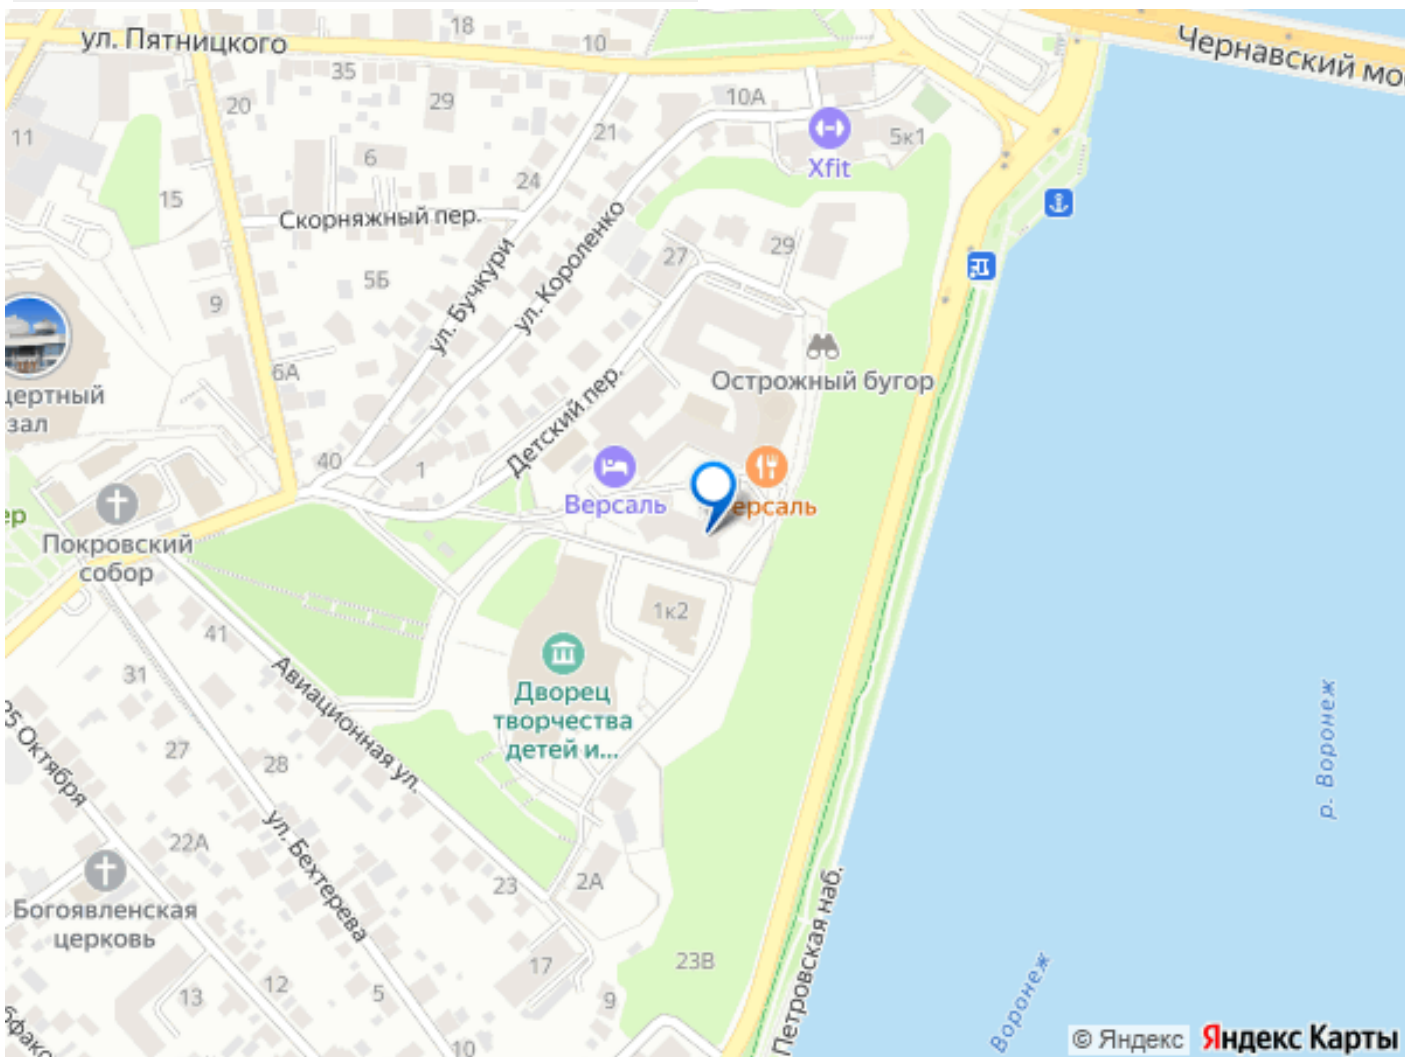 ул. Пятницкого
18
10
Чернавский мос
35
10А
29
20
21
5к1
11
Xfit
6
24
15
Скорняжный пер.
ул. Короленко
27
29
5Б
ул. Бучкури
9
6А
Острожный бугор
цертный
зал
Детский пер.
40
1
Версаль
ерсаль
ер
Покровский
собор
1к2
41
Авиационная ул.
31
Дворец
творчества
детей и...
25 Октября
27
28
р. Воронеж
ул. Бехтерева
22А
23
2А
Богоявленская
церковь
Петровская наб.
23В
17
Воронеж
13
12
5
9
10
© Яндекс Яндекс Карты